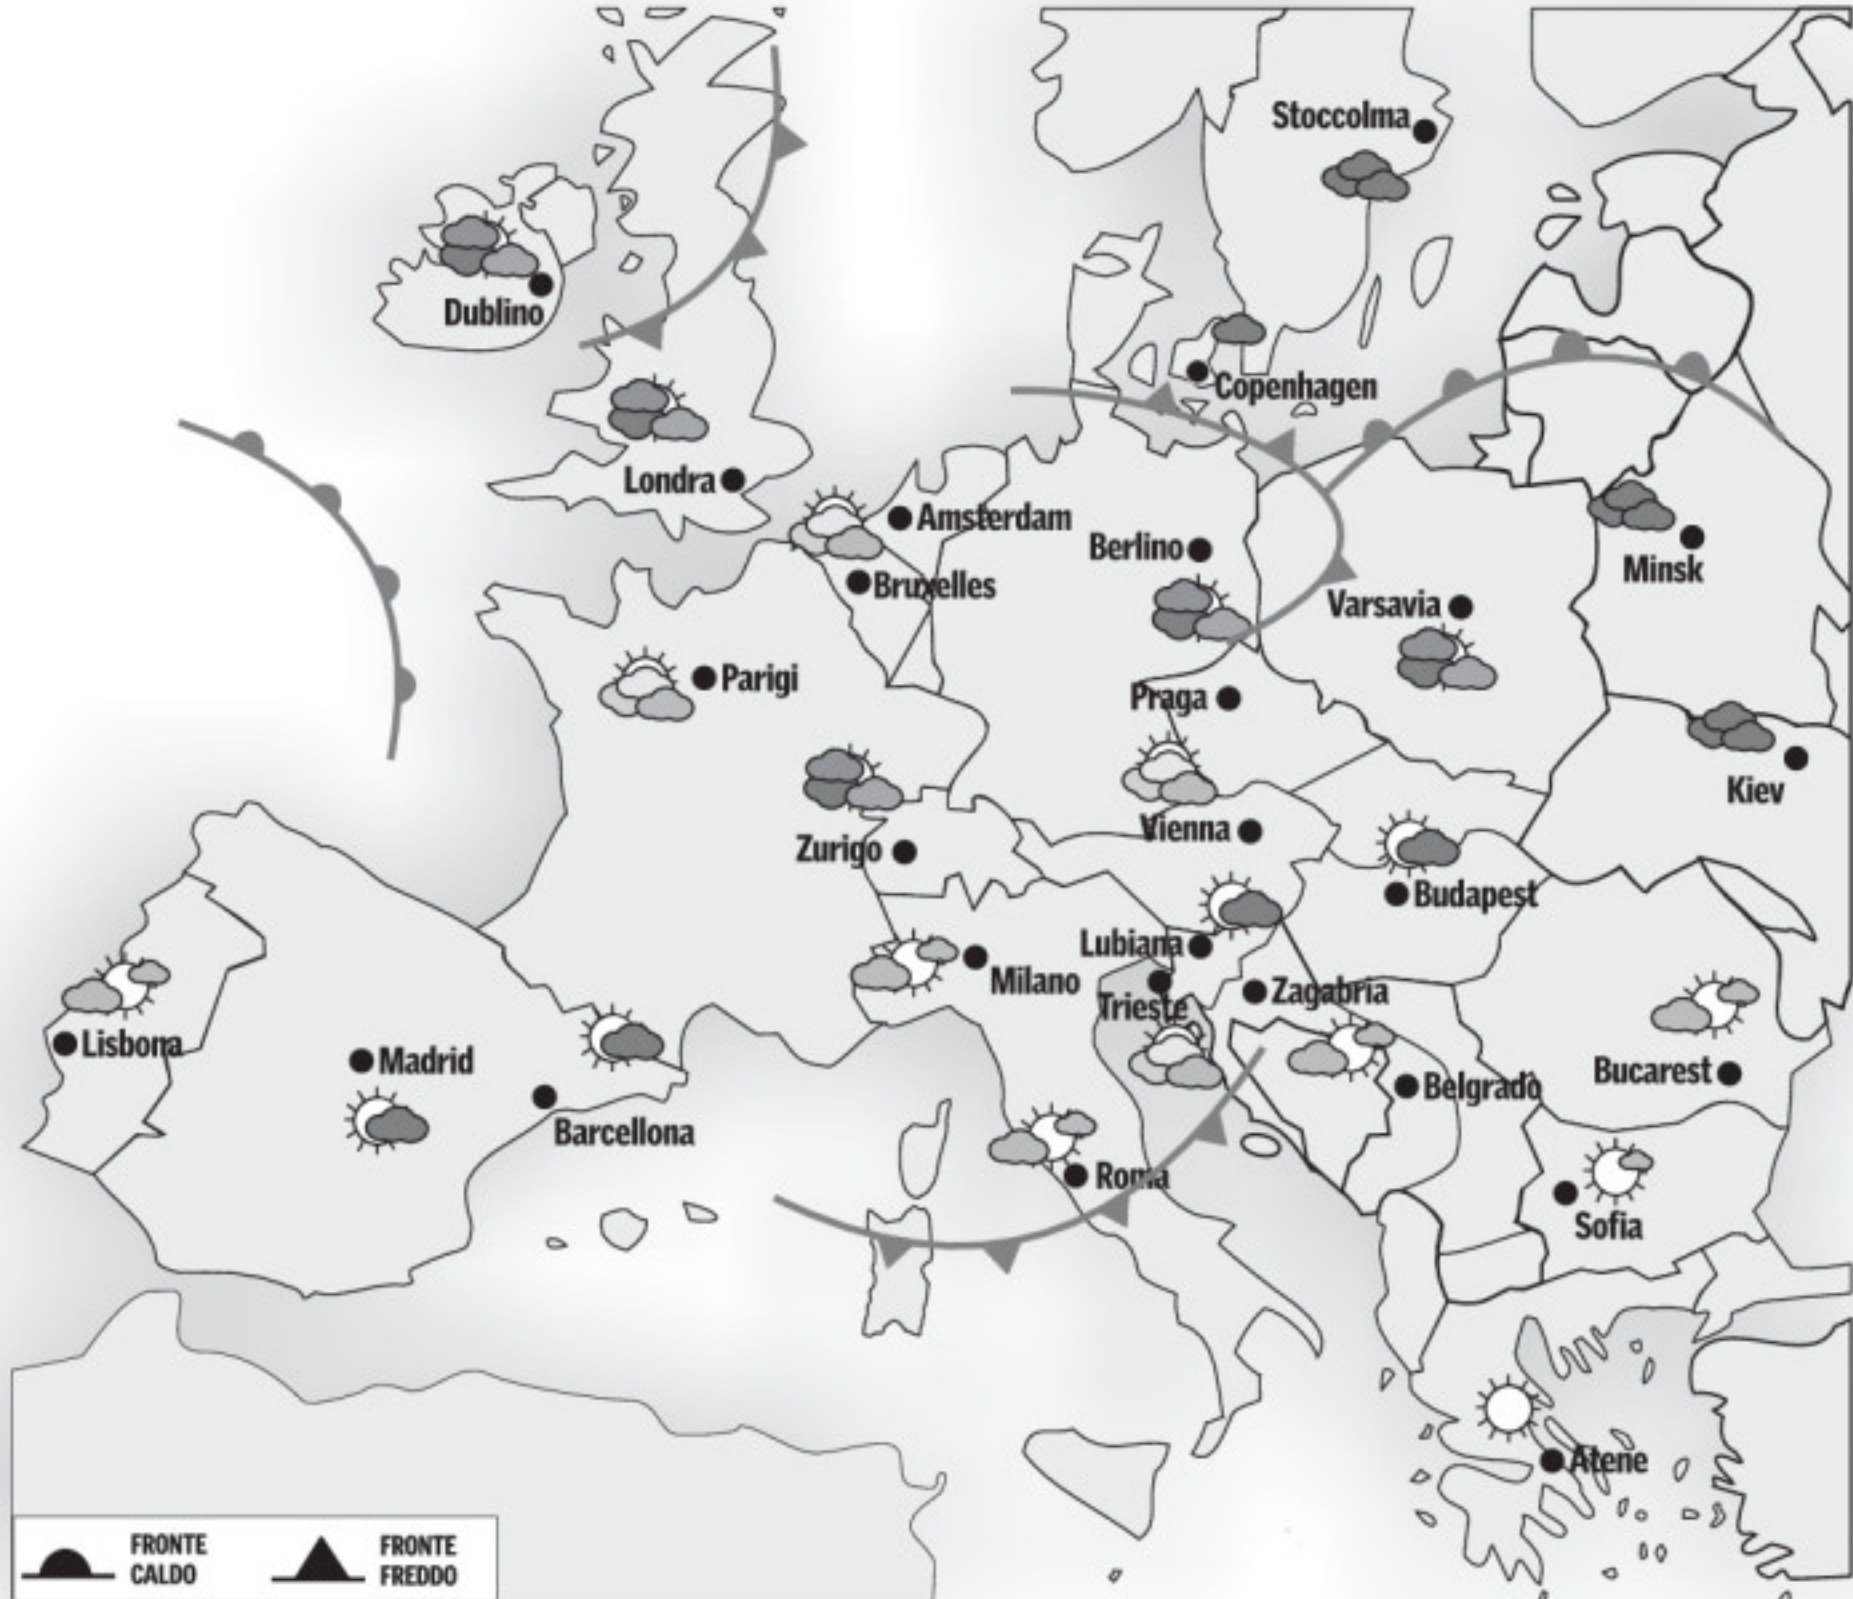 Stoccolma
Dublino
Copenhagen
Londra
Amsterdam
Berlino
Bruxelles
Minsk
Varsavia
Parigi
Praga
Kiev
Vienna
Zurigo
Budapest
Lubiana
Milano
Trieste
Zagabria
Lisbona
Madrid
Belgrado
Bucarest
Barcellona
Roma
Sofia
Atene
FRONTE
CALDO
FRONTE
FREDDO